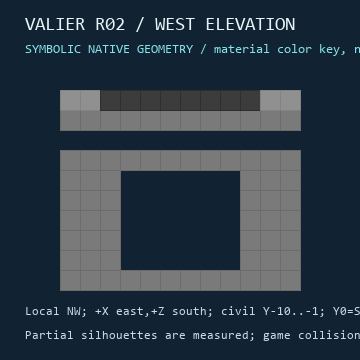 VALIER R02 / WEST ELEVATION
SYMBOLIC NATIVE GEOMETRY / material color key, n
Local NW; +X east,+Z south; civil Y-10..-1; Y0=S
Partial silhouettes are measured; game collision